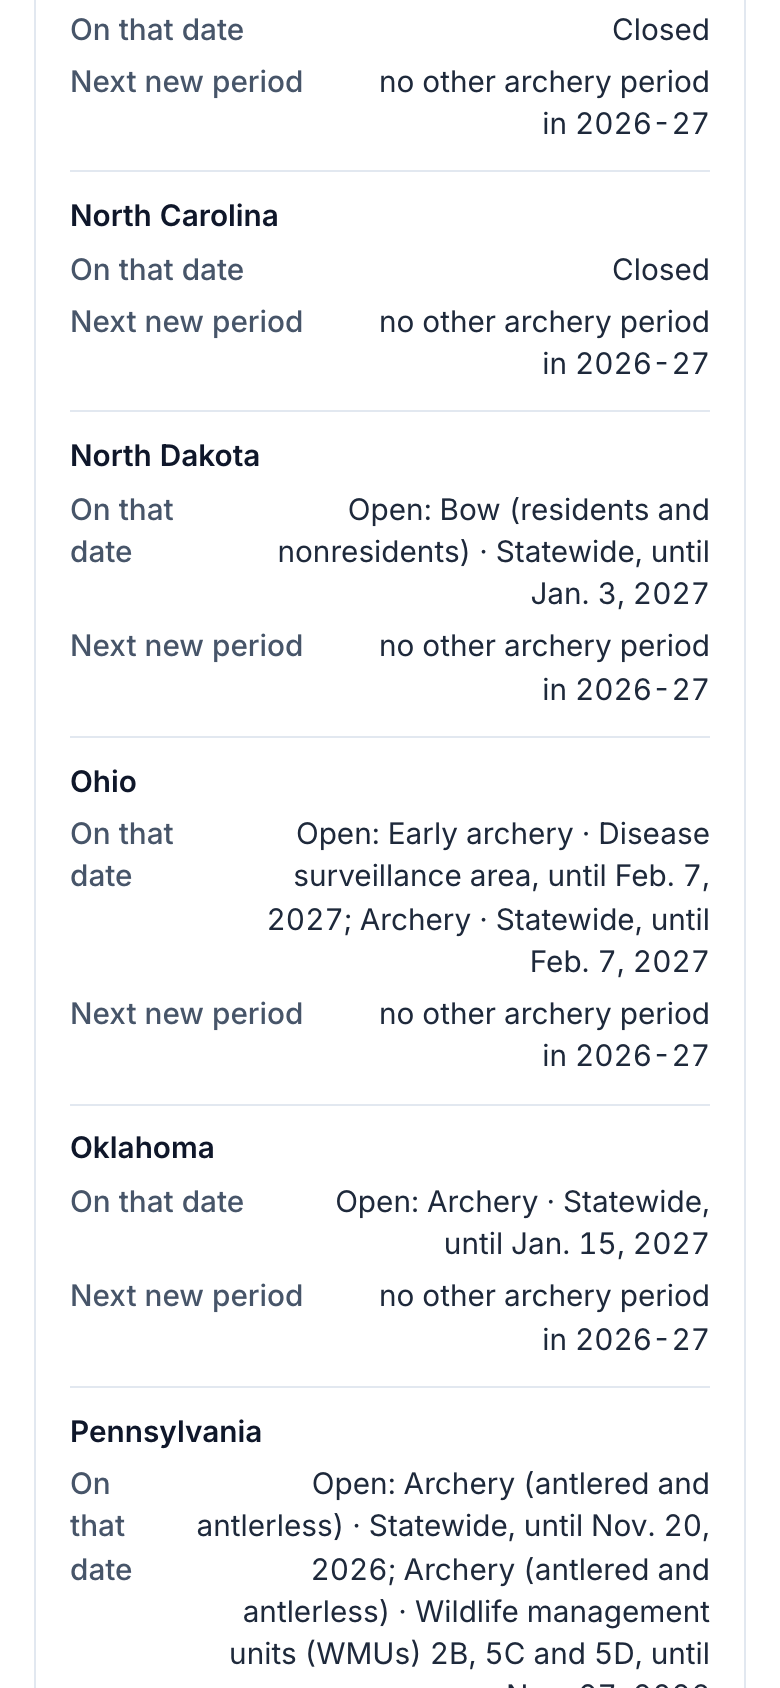 On that date Closed
Next new period no other archery period
in 2026-27
North Carolina
On that date Closed
Next new period no other archery period
in 2026-27
North Dakota
On that Open: Bow (residents and
date nonresidents) · Statewide, until
Jan. 3, 2027
Next new period no other archery period
in 2026-27
Ohio
On that Open: Early archery · Disease
date surveillance area, until Feb. 7,
2027; Archery · Statewide, until
Feb. 7, 2027
Next new period no other archery period
in 2026-27
Oklahoma
On that date Open: Archery · Statewide,
until Jan. 15, 2027
Next new period no other archery period
in 2026-27
Pennsylvania
On Open: Archery (antlered and
that antlerless) · Statewide, until Nov. 20,
date 2026; Archery (antlered and
antlerless) · Wildlife management
units (WMUs) 2B, 5C and 5D, until